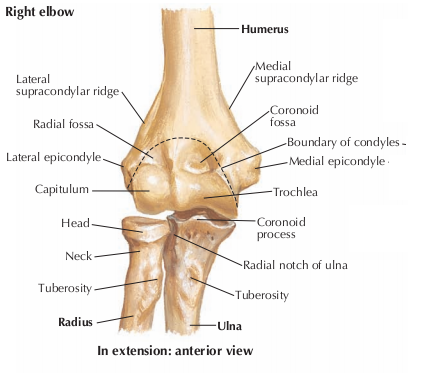 Right elbow
Humerus
Lateral
supracondylar ridge
Medial
supracondylar ridge
Radial fossa
Coronoid
fossa
Boundary of condyles
Lateral epicondyle
Medial epicondyle
Capitulum
Trochlea
Head
Coronoid
process
Neck
Radial notch of ulna
Tuberosity
Tuberosity
Radius
Ulna
In extension: anterior view